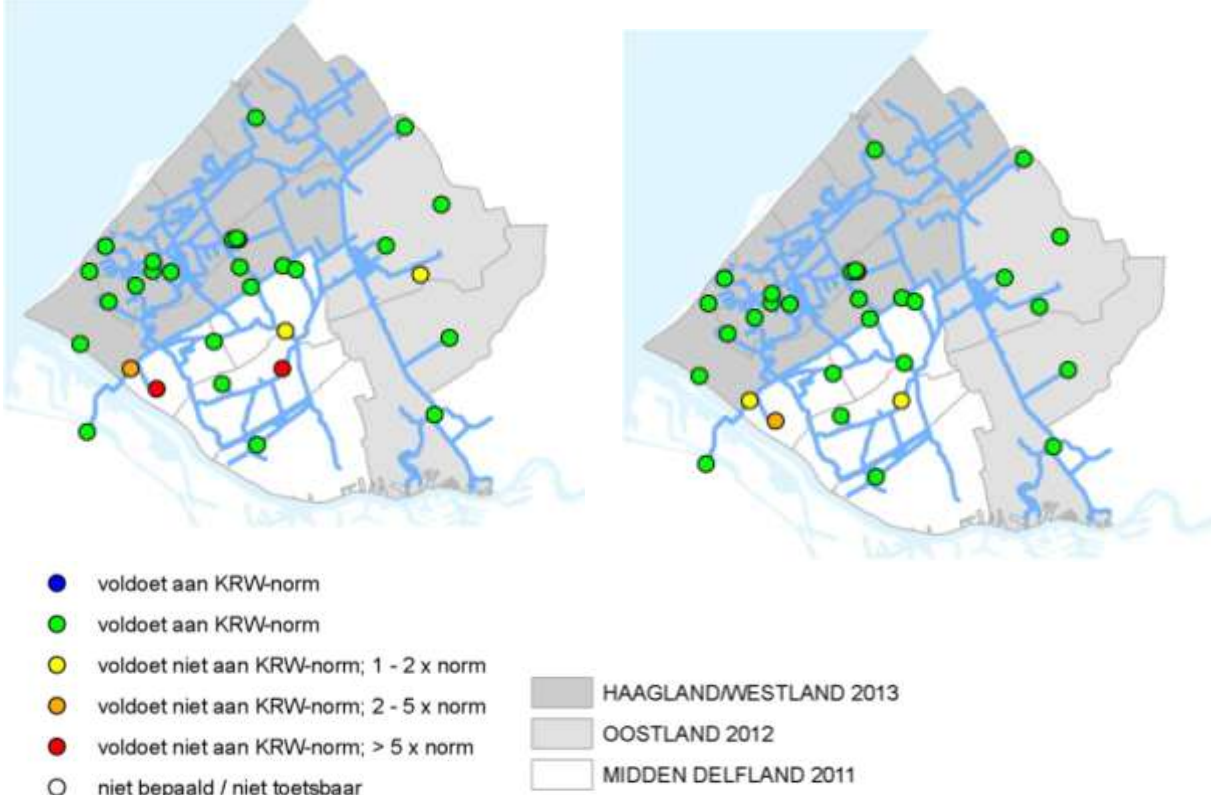 voldoet aan KRW-norm
voldoet aan KRW-norm
voldoet niet aan KRW-norm; 1 - 2 x norm
voldoet niet aan KRW-norm; 2 - 5 x norm
voldoet niet aan KRW-norm; > 5 x norm
niet bepaald / niet toetsbaar
HAAGLAND/WESTLAND 2013
OOSTLAND 2012
MIDDEN DELFLAND 2011